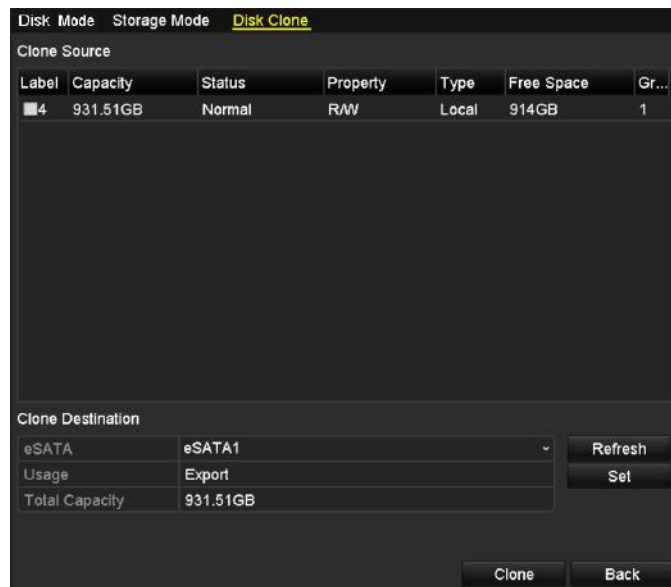 Disk Mode Storage Mode Disk Clone
Clone Source
Label Capacity Status Property Type Free Space Gr...
4 931.51GB Normal R/W Local 914GB 1
Clone Destination
eSATA eSATA1 Refresh
Usage Export Set
Total Capacity 931.51GB
Clone Back